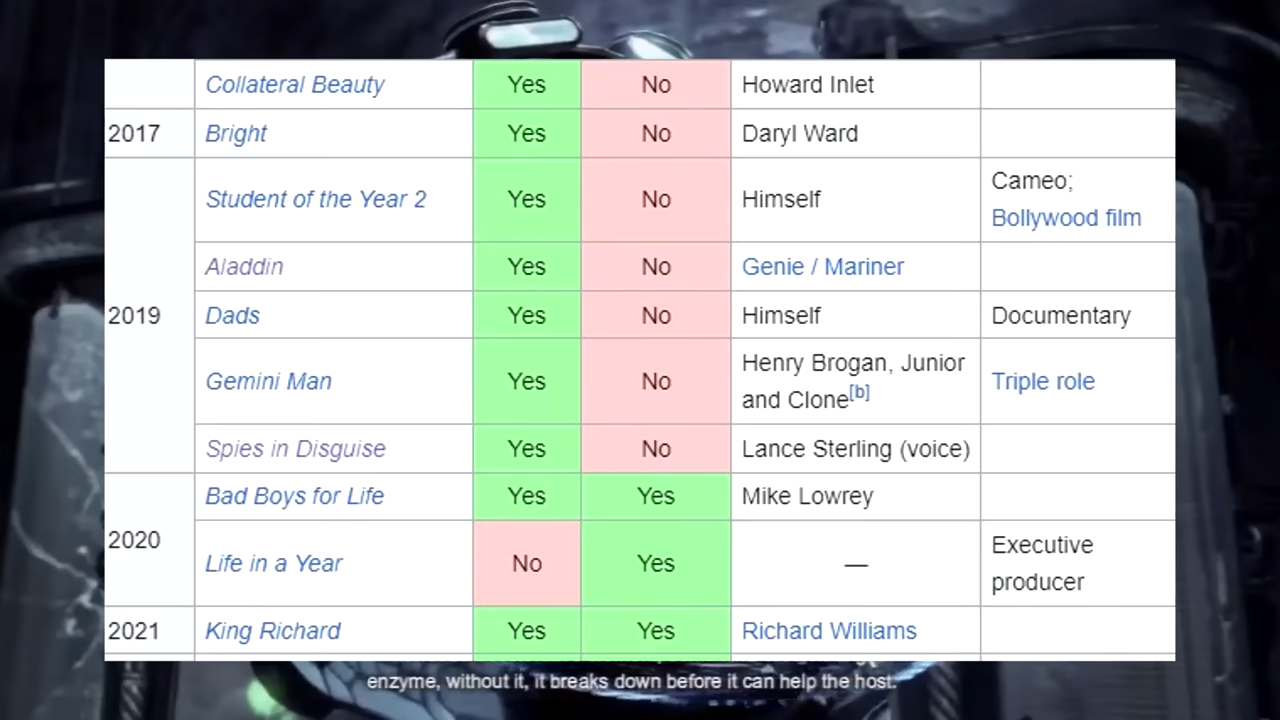 Collateral Beauty Yes No Howard Inlet
2017 Bright Yes No Daryl Ward
Student of the Year 2 Yes No Himself Cameo;
Bollywood film
Aladdin Yes No Genie / Mariner
2019 Dads Yes No Himself Documentary
Gemini Man Yes No Henry Brogan, Junior
and Clone[b] Triple role
Spies in Disguise Yes No Lance Sterling (voice)
2020 Bad Boys for Life Yes Yes Mike Lowrey
Life in a Year No Yes — Executive
producer
2021 King Richard Yes Yes Richard Williams
enzyme, without it, it breaks down before it can help the host.